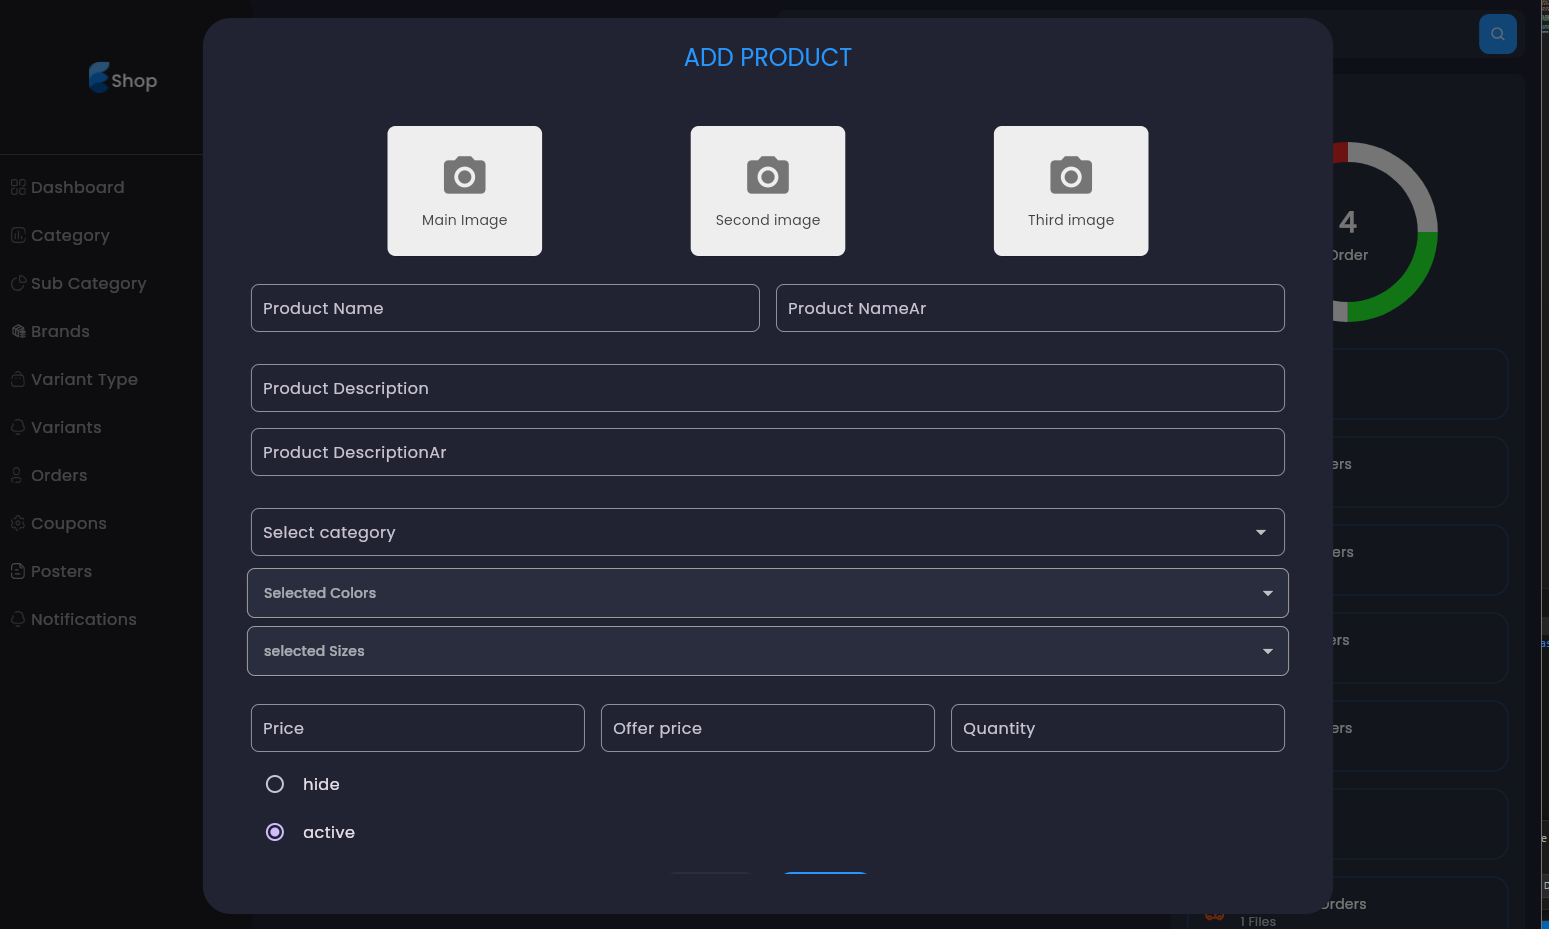 Shop
Dashboard
Category
Sub Category
Brands
Variant Type
Variants
Orders
Coupons
Posters
Notifications
ADD PRODUCT
Main Image
Second image
Third image
Product Name
Product NameAr
Product Description
Product DescriptionAr
Select category
Selected Colors
selected Sizes
Price
Offer price
Quantity
hide
active
4
Order
ers
ers
ers
ers
Orders
1 Files